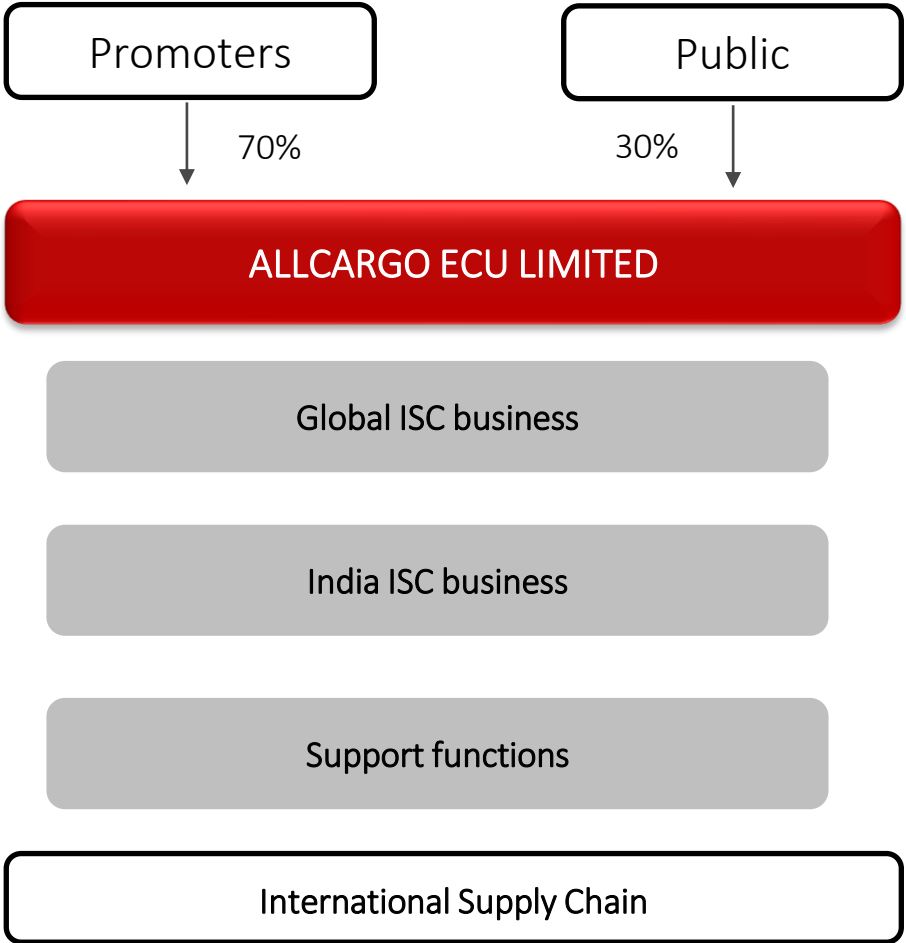 Promoters
Public
70%
30%
ALLCARGO ECU LIMITED
Global ISC business
India ISC business
Support functions
International Supply Chain